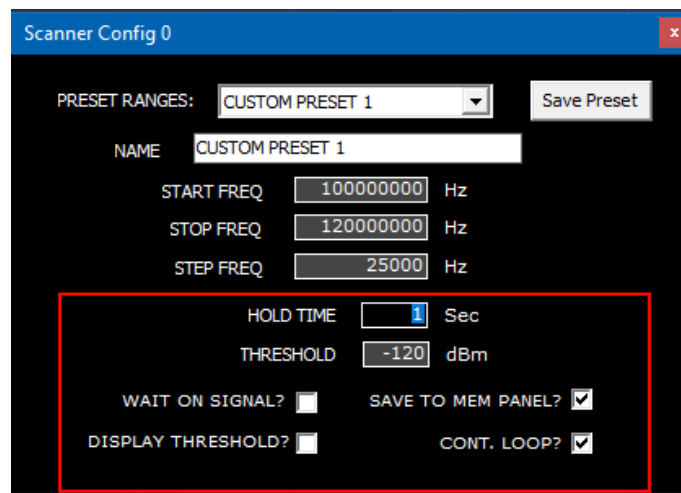 Scanner Config 0
x
PRESET RANGES: CUSTOM PRESET 1 Save Preset
NAME CUSTOM PRESET 1
START FREQ 100000000 Hz
STOP FREQ 120000000 Hz
STEP FREQ 25000 Hz
HOLD TIME 1 Sec
THRESHOLD -120 dBm
WAIT ON SIGNAL? SAVE TO MEM PANEL?
DISPLAY THRESHOLD? CONT. LOOP?